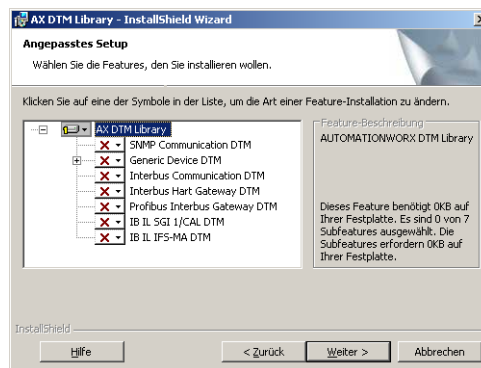 AX DTM Library - InstallShield Wizard
Angepasstes Setup
Wählen Sie die Features, den Sie installieren wollen.
Klicken Sie auf eine der Symbole in der Liste, um die Art einer Feature-Installation zu ändern.
AX DTM Library
SNMP Communication DTM
Generic Device DTM
Interbus Communication DTM
Interbus Hart Gateway DTM
Profibus Interbus Gateway DTM
IB IL SGI 1/CAL DTM
IB IL IFS-MA DTM
Feature-Beschreibung
AUTOMATIONWORX DTM Library
Dieses Feature benötigt 0KB auf
Ihrer Festplatte. Es sind 0 von 7
Subfeatures ausgewählt. Die
Subfeatures erfordern 0KB auf
Ihrer Festplatte.
InstallShield
Hilfe
< Zurück
Weiter >
Abbrechen